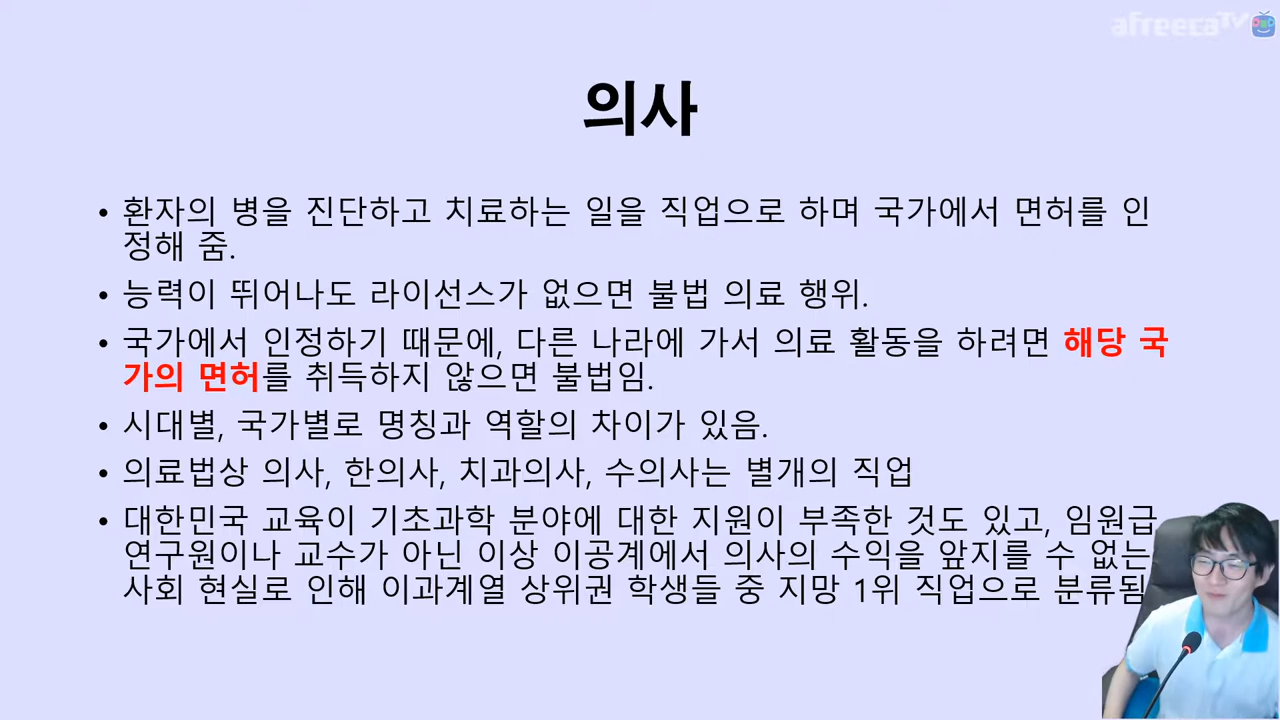 afreecaTV
의사
• 환자의 병을 진단하고 치료하는 일을 직업으로 하며 국가에서 면허를 인
정해 줌.
• 능력이 뛰어나도 라이선스가 없으면 불법 의료 행위.
• 국가에서 인정하기 때문에, 다른 나라에 가서 의료 활동을 하려면 해당 국
가의 면허를 취득하지 않으면 불법임.
• 시대별, 국가별로 명칭과 역할의 차이가 있음.
• 의료법상 의사, 한의사, 치과의사, 수의사는 별개의 직업
• 대한민국 교육이 기초과학 분야에 대한 지원이 부족한 것도 있고, 임원급
연구원이나 교수가 아닌 이상 이공계에서 의사의 수익을 앞지를 수 없는
사회 현실로 인해 이과계열 상위권 학생들 중 지망 1위 직업으로 분류됨